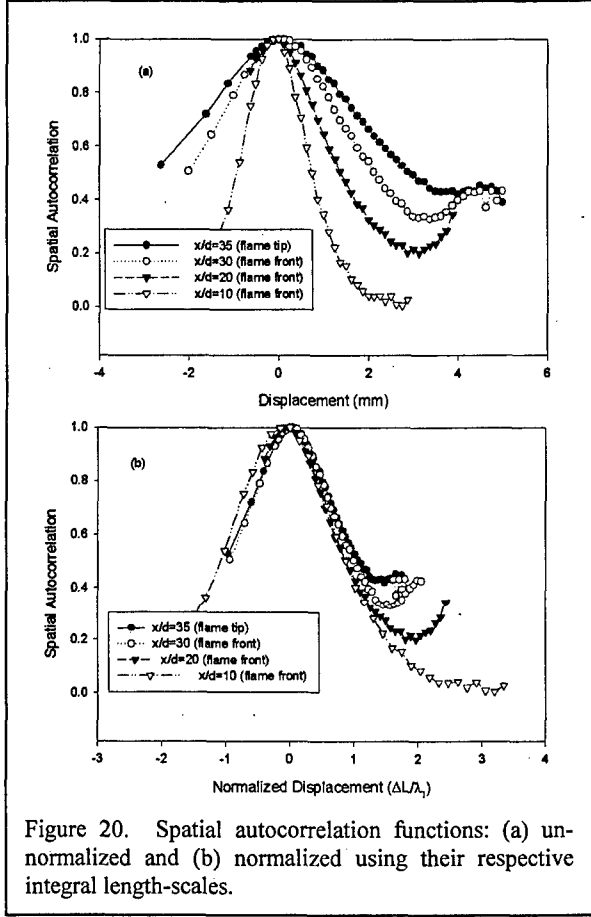 1.0
0.8
0.6
0.4
0.2
0.0
Spatial Autocorrelation
(a)
x/d=35 (flame tip)
x/d=30 (flame front)
x/d=20 (flame front)
x/d=10 (flame front)
-4 -2 0 2 4 6
Displacement (mm)
1.0
0.8
0.6
0.4
0.2
0.0
Spatial Autocorrelation
(b)
x/d=35 (flame tip)
x/d=30 (flame front)
x/d=20 (flame front)
x/d=10 (flame front)
-3 -2 -1 0 1 2 3 4
Normalized Displacement (ΔL/λ₁)
Figure 20. Spatial autocorrelation functions: (a) un-
normalized and (b) normalized using their respective
integral length-scales.